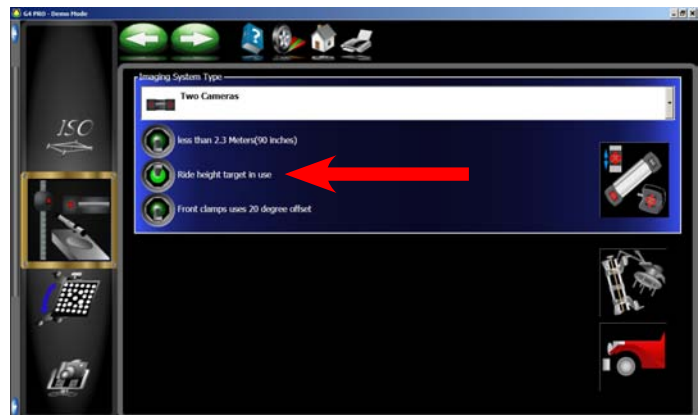 G4 PRO - Demo Mode
Imaging System Type
Two Cameras
ISO
less than 2.3 Meters(90 inches)
Ride height target in use
Front clamps uses 20 degree offset